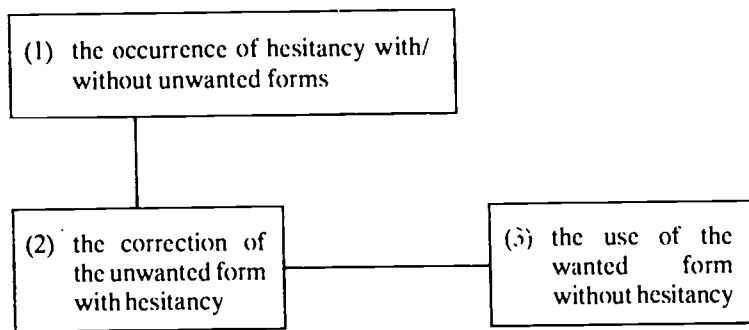 (1) the occurrence of hesitancy with/
without unwanted forms
(2) the correction of
the unwanted form
with hesitancy
(3) the use of the
wanted form
without hesitancy